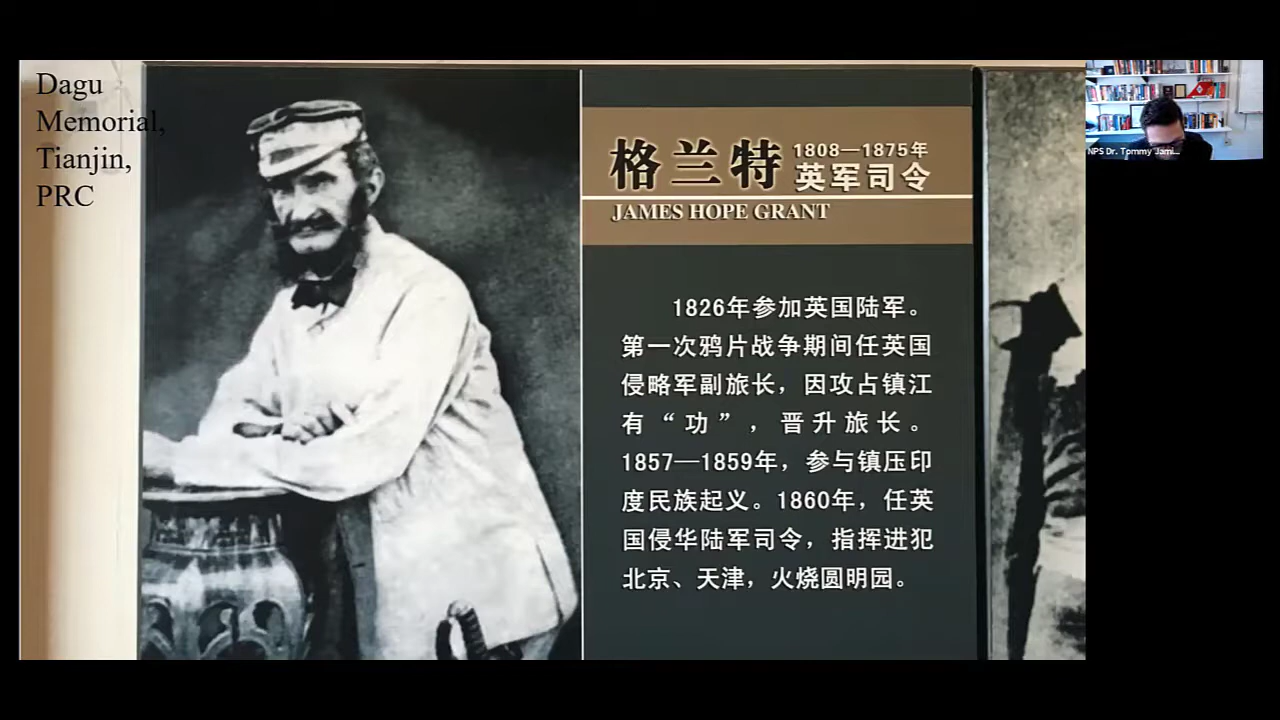 Dagu
Memorial,
Tianjin,
PRC
格兰特
1808—1875年
英军司令
JAMES HOPE GRANT
1826年参加英国陆军。
第一次鸦片战争期间任英国
侵略军副旅长，因攻占镇江
有“功”，晋升旅长。
1857—1859年，参与镇压印
度民族起义。1860年，任英
国侵华陆军司令，指挥进犯
北京、天津，火烧圆明园。
NPS Dr. Tommy Jami...